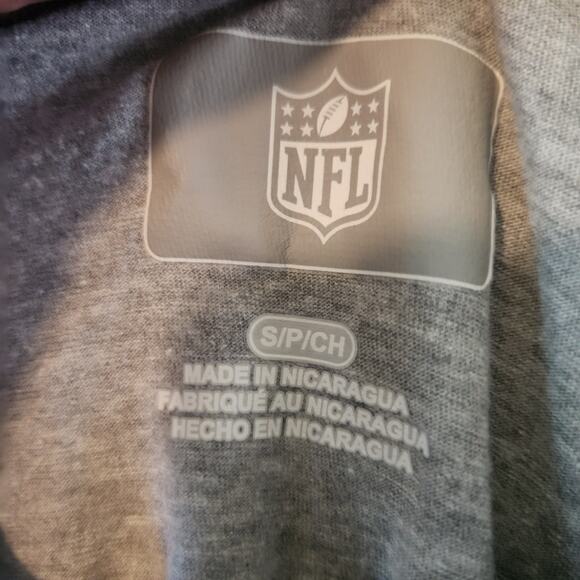 NFL
S/P/CH
MADE IN NICARAGUA
FABRIQUÉ AU NICARAGUA
HECHO EN NICARAGUA